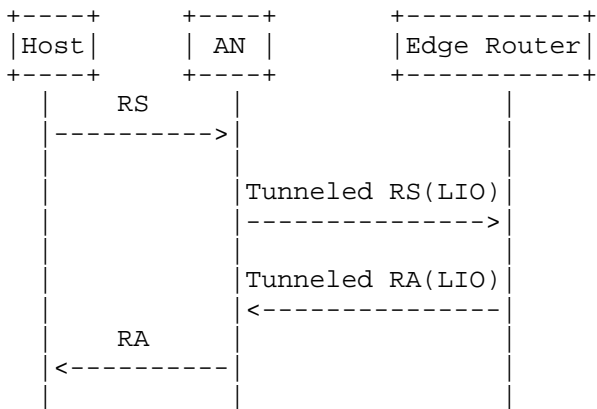 Host AN Edge Router
RS
Tunneled RS(LIO)
Tunneled RA(LIO)
RA